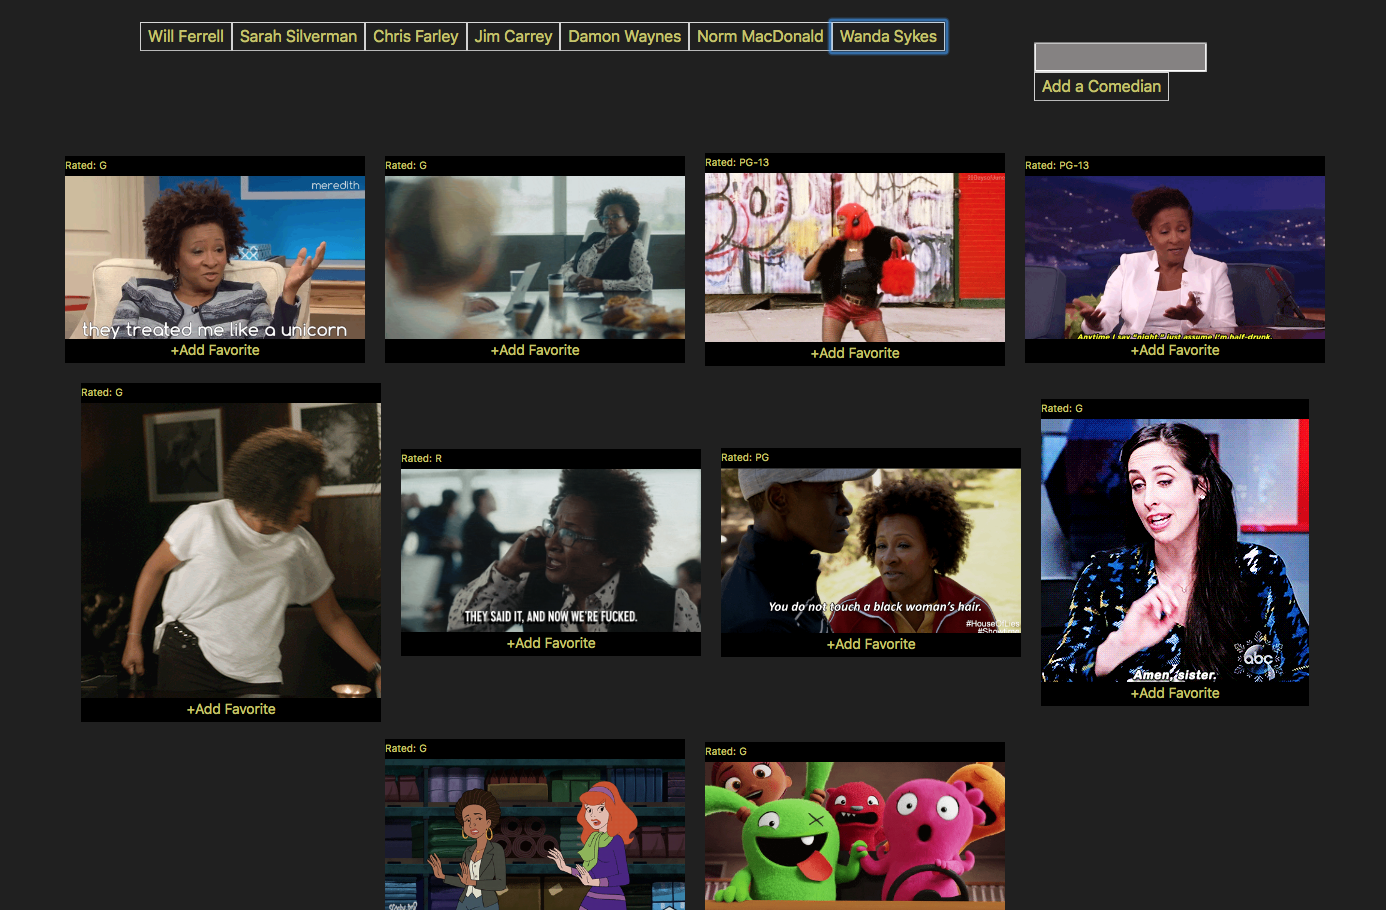 Will Ferrell
Sarah Silverman
Chris Farley
Jim Carrey
Damon Waynes
Norm MacDonald
Wanda Sykes
Add a Comedian
Rated: G
meredith
they treated me like a unicorn
+Add Favorite
Rated: G
+Add Favorite
Rated: PG-13
+Add Favorite
Rated: PG-13
Anytime I say "night," just assume I'm half-drunk.
+Add Favorite
Rated: G
+Add Favorite
Rated: R
THEY SAID IT, AND NOW WE'RE FUCKED.
+Add Favorite
Rated: PG
You do not touch a black woman's hair.
#HouseOfLies
+Add Favorite
Rated: G
abc
Amen, sister.
+Add Favorite
Rated: G
Rated: G